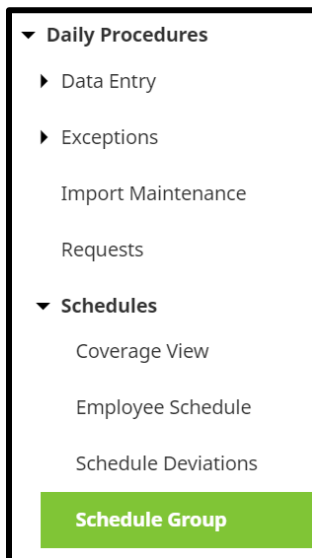 Daily Procedures
Data Entry
Exceptions
Import Maintenance
Requests
Schedules
Coverage View
Employee Schedule
Schedule Deviations
Schedule Group